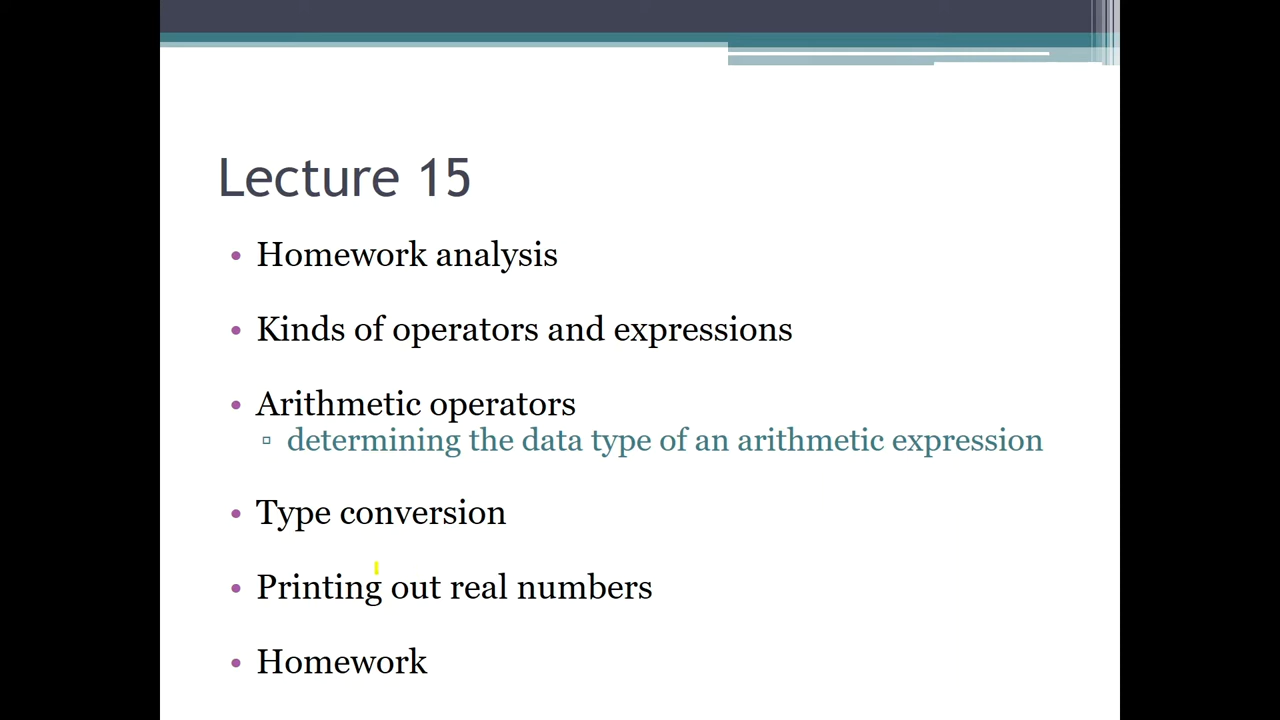 Lecture 15
• Homework analysis
• Kinds of operators and expressions
• Arithmetic operators
▫ determining the data type of an arithmetic expression
• Type conversion
• Printing out real numbers
• Homework